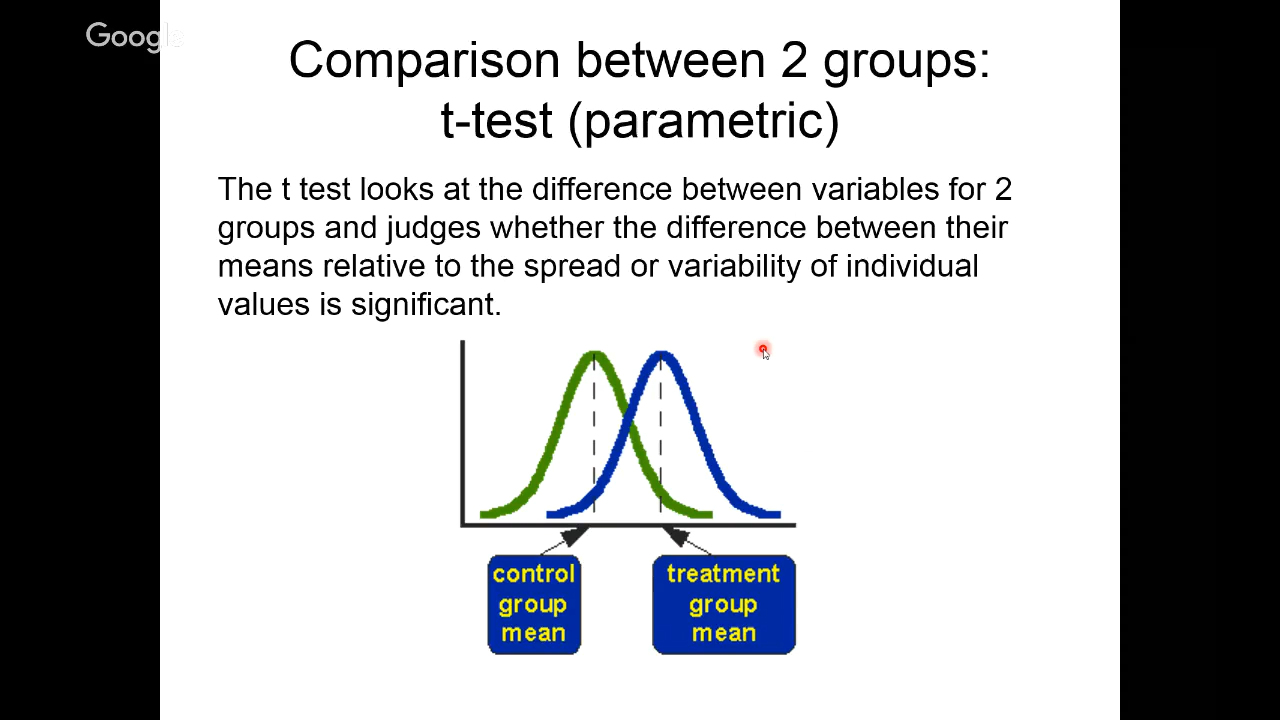 Google
Comparison between 2 groups:
t-test (parametric)
The t test looks at the difference between variables for 2
groups and judges whether the difference between their
means relative to the spread or variability of individual
values is significant.
control
group
mean
treatment
group
mean